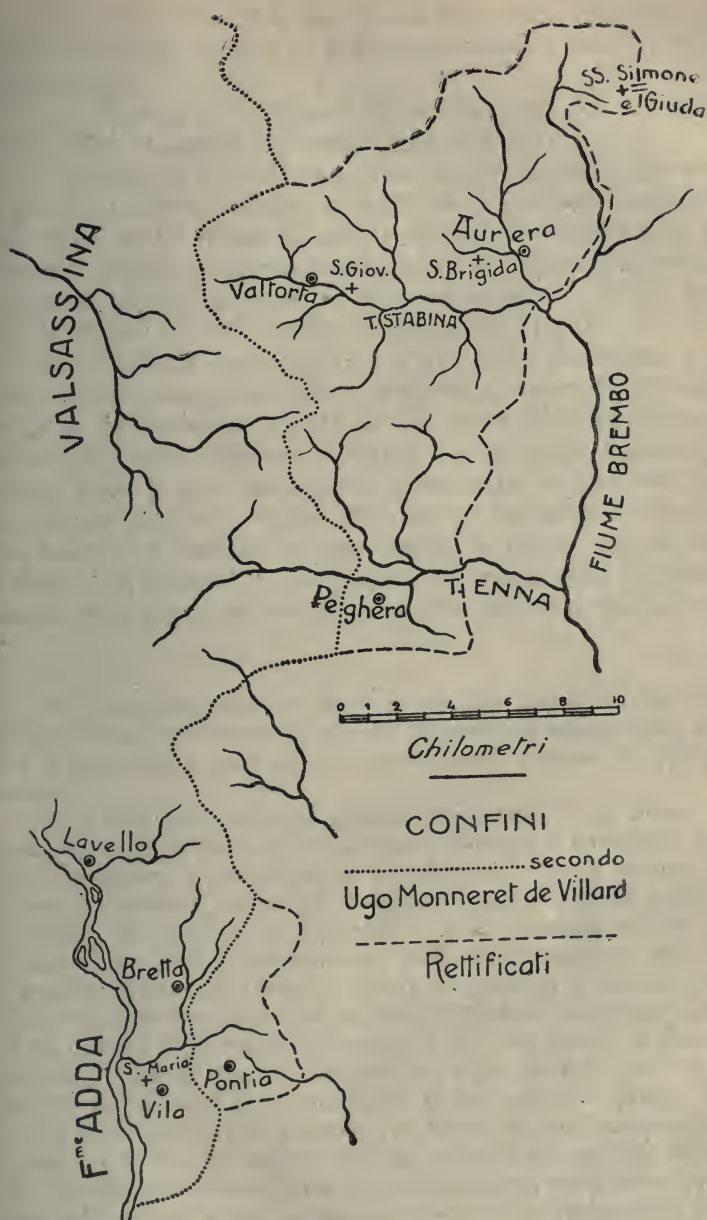 SS. Simone
e Giuda
Aurera
S. Brigida
S. Giov.
Valtorta
T. STABINA
VALSASSINA
FIUME BREMBO
T. ENNA
Peghera
0 1 2 4 6 8 10
Chilometri
CONFINI
secondo
Ugo Monneret de Villard
Rettificati
Lavello
Bretta
S. Maria
Pontia
Vila
Fme ADDA